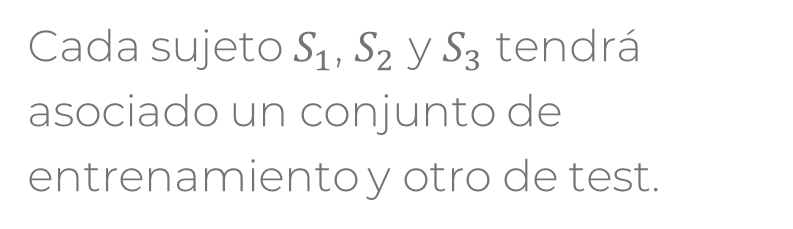 Cada sujeto S₁, S₂ y S₃ tendrá
asociado un conjunto de
entrenamiento y otro de test.